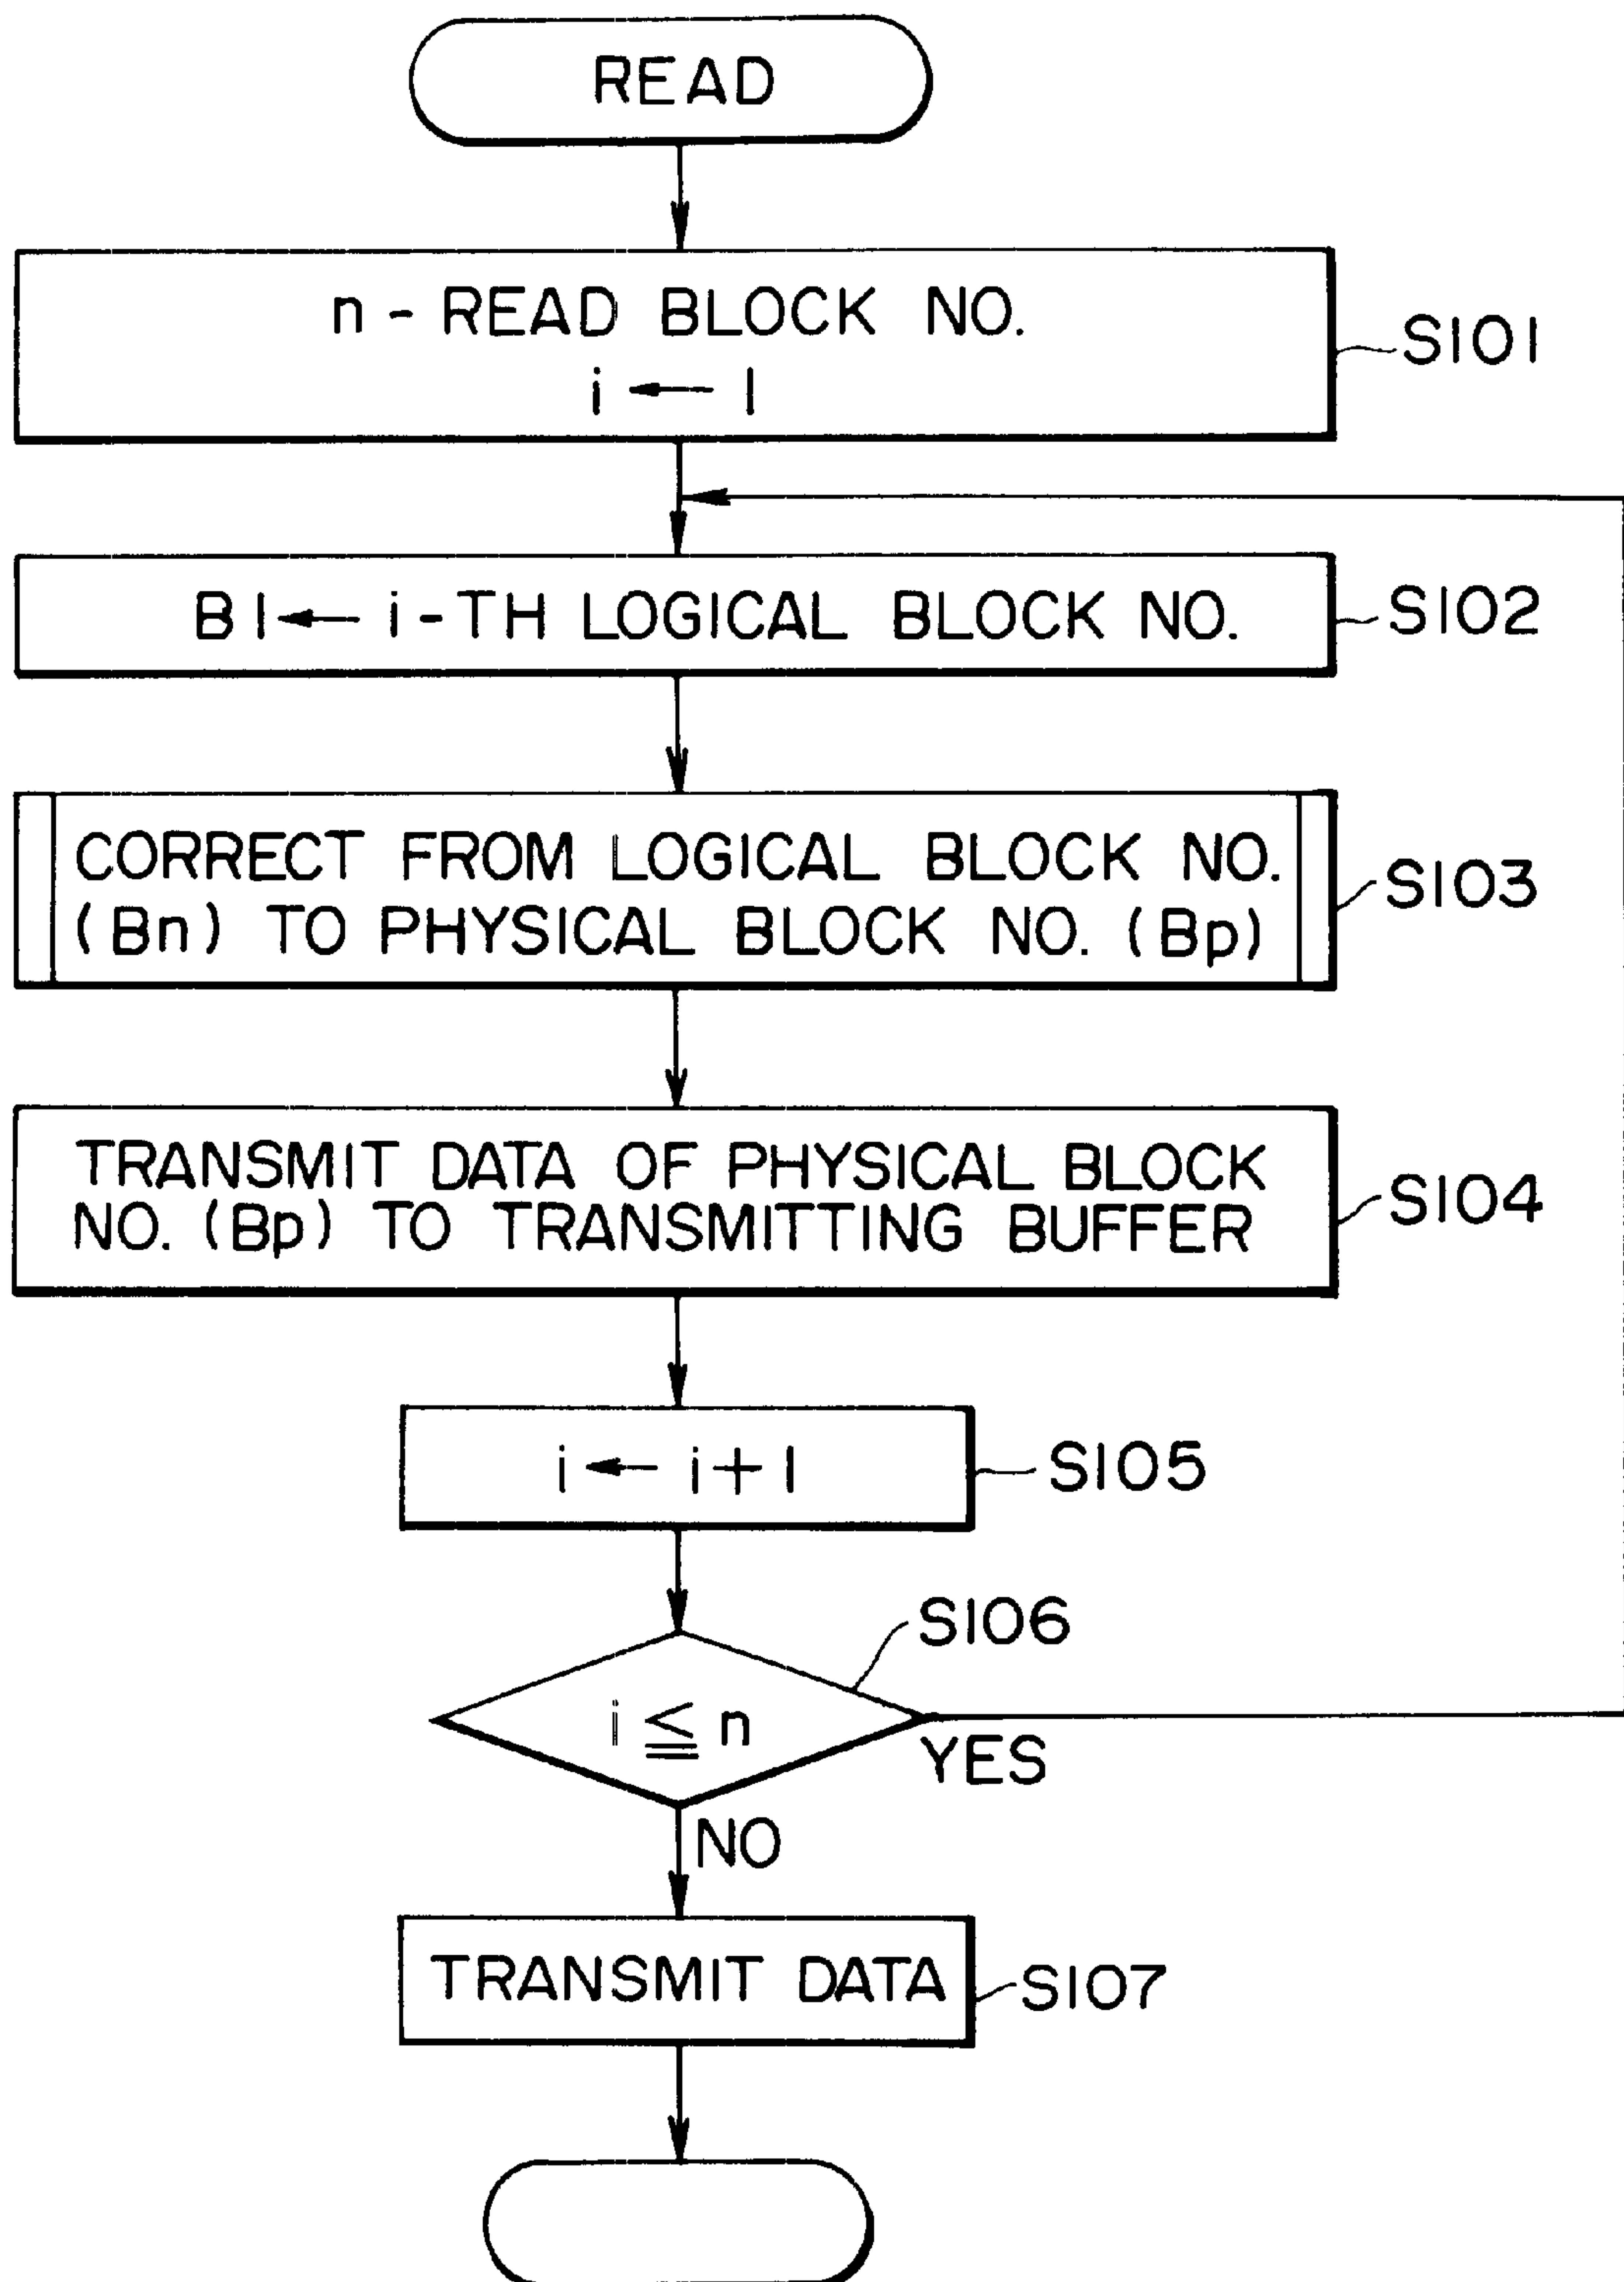 READ
n - READ BLOCK NO.
i ← 1
S101
Bl ← i-TH LOGICAL BLOCK NO.
S102
CORRECT FROM LOGICAL BLOCK NO.
(Bn) TO PHYSICAL BLOCK NO. (Bp)
S103
TRANSMIT DATA OF PHYSICAL BLOCK
NO. (Bp) TO TRANSMITTING BUFFER
S104
i ← i+1
S105
S106
i ≦ n
YES
NO
TRANSMIT DATA
S107